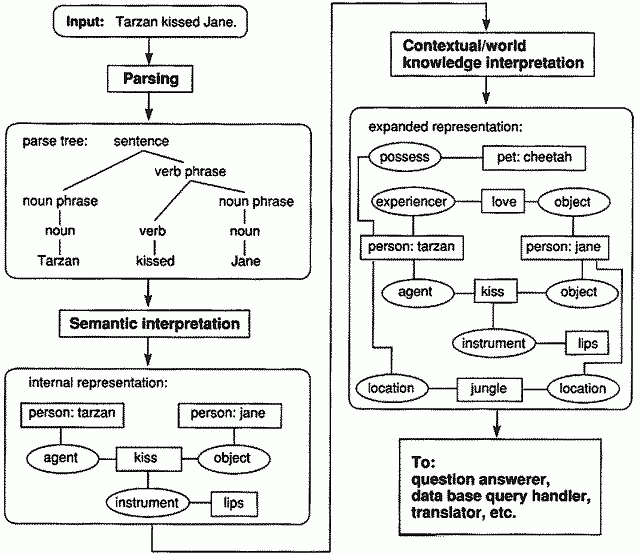 Input: Tarzan kissed Jane.
Parsing
parse tree: sentence
verb phrase
noun phrase noun phrase
noun verb noun
Tarzan kissed Jane
Semantic interpretation
internal representation:
person: tarzan person: jane
agent kiss object
instrument lips
Contextual/world
knowledge interpretation
expanded representation:
possess pet: cheetah
experiencer love object
person: tarzan person: jane
agent kiss object
instrument lips
location jungle location
To:
question answerer,
data base query handler,
translator, etc.